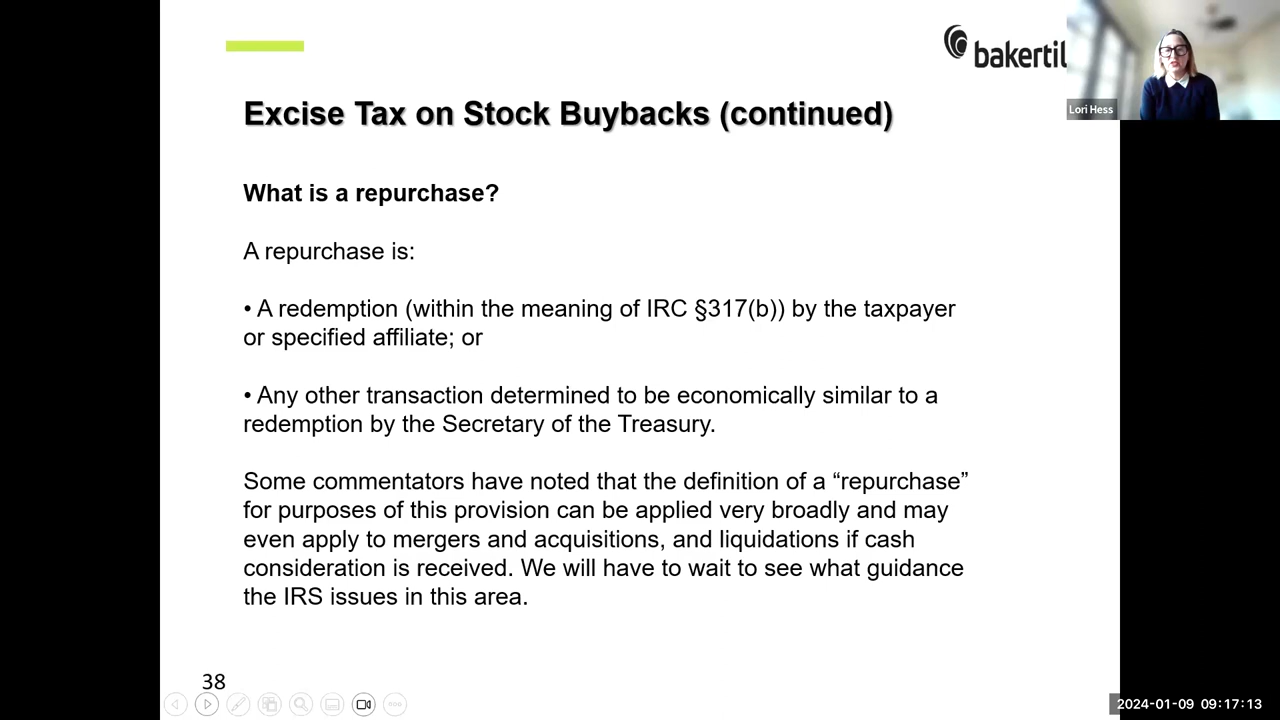 bakertil
Lori Hess
Excise Tax on Stock Buybacks (continued)
What is a repurchase?
A repurchase is:
• A redemption (within the meaning of IRC §317(b)) by the taxpayer
or specified affiliate; or
• Any other transaction determined to be economically similar to a
redemption by the Secretary of the Treasury.
Some commentators have noted that the definition of a “repurchase”
for purposes of this provision can be applied very broadly and may
even apply to mergers and acquisitions, and liquidations if cash
consideration is received. We will have to wait to see what guidance
the IRS issues in this area.
38
2024-01-09 09:17:13